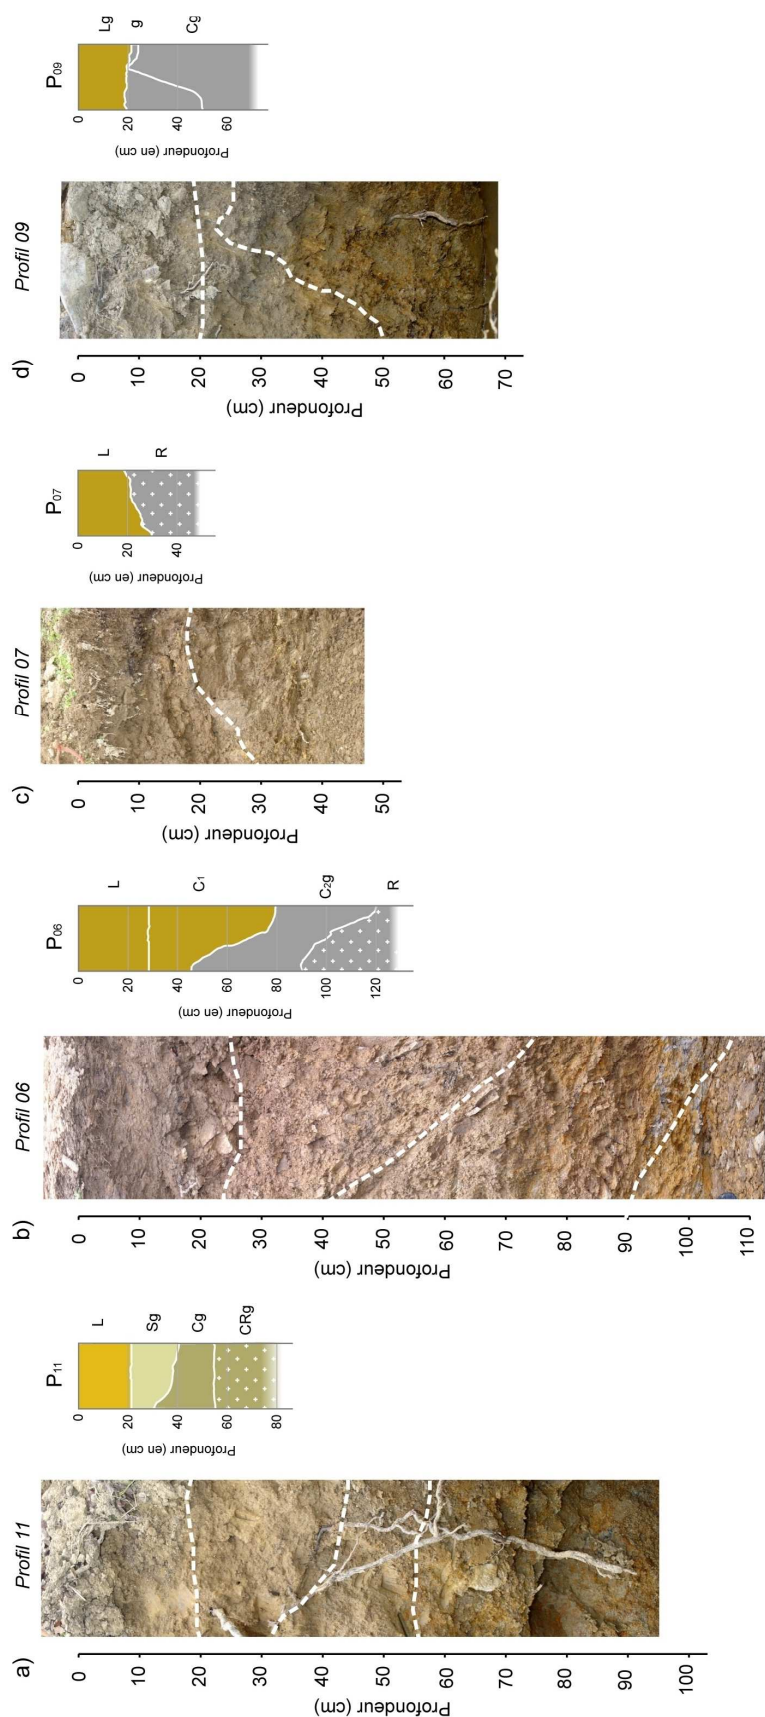 a)
Profil 11
Profondeur (cm)
0
10
20
30
40
50
60
70
80
90
100
P11
Profondeur (en cm)
0
20
40
60
80
L
Sg
Cg
CRg
b)
Profil 06
Profondeur (cm)
0
10
20
30
40
50
60
70
80
90
100
110
P06
Profondeur (en cm)
0
20
40
60
80
100
120
L
C1
C2g
R
c)
Profil 07
Profondeur (cm)
0
10
20
30
40
50
P07
Profondeur (en cm)
0
20
40
L
R
d)
Profil 09
Profondeur (cm)
0
10
20
30
40
50
60
70
P09
Profondeur (en cm)
0
20
40
60
Lg
g
Cg